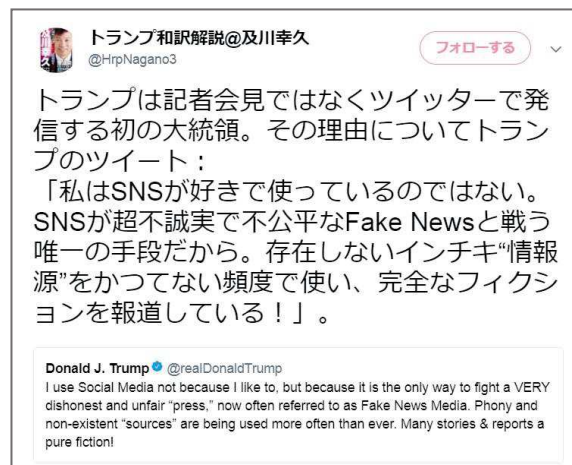 トランプ和訳解説@及川幸久
@HrpNagano3
フォローする
トランプは記者会見ではなくツイッターで発
信する初の大統領。その理由についてトラン
プのツイート：
「私はSNSが好きで使っているのではない。
SNSが超不誠実で不公平なFake Newsと戦う
唯一の手段だから。存在しないインチキ“情報
源”をかつてない頻度で使い、完全なフィクシ
ョンを報道している！」。
Donald J. Trump @realDonaldTrump
I use Social Media not because I like to, but because it is the only way to fight a VERY
dishonest and unfair “press,” now often referred to as Fake News Media. Phony and
non-existent “sources” are being used more often than ever. Many stories & reports a
pure fiction!